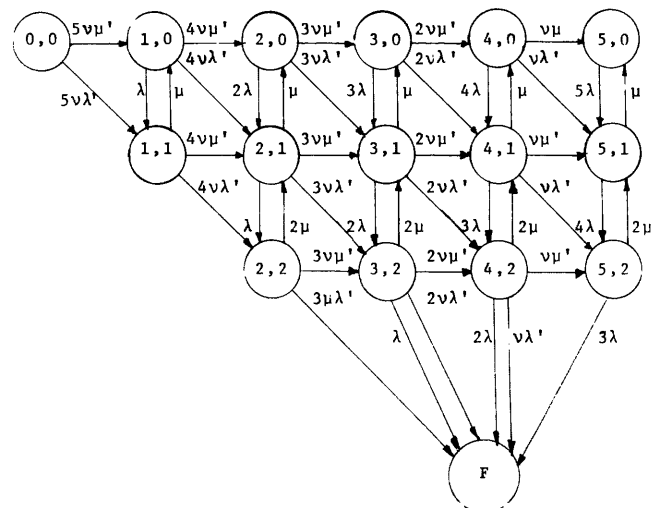 0,0 5νμ' 1,0 4νμ' 2,0 3νμ' 3,0 2νμ' 4,0 νμ' 5,0
4νλ' 3νλ' 2νλ' νλ'
5νλ' λ μ 2λ μ 3λ μ 4λ μ 5λ μ
1,1 4νμ' 2,1 3νμ' 3,1 2νμ' 4,1 νμ' 5,1
4νλ' 3νλ' 2νλ' νλ'
λ 2μ 2λ 2μ 3λ 2μ 4λ 2μ
2,2 3νμ' 3,2 2νμ' 4,2 νμ' 5,2
3μλ' 2νλ'
λ 2λ νλ' 3λ
F